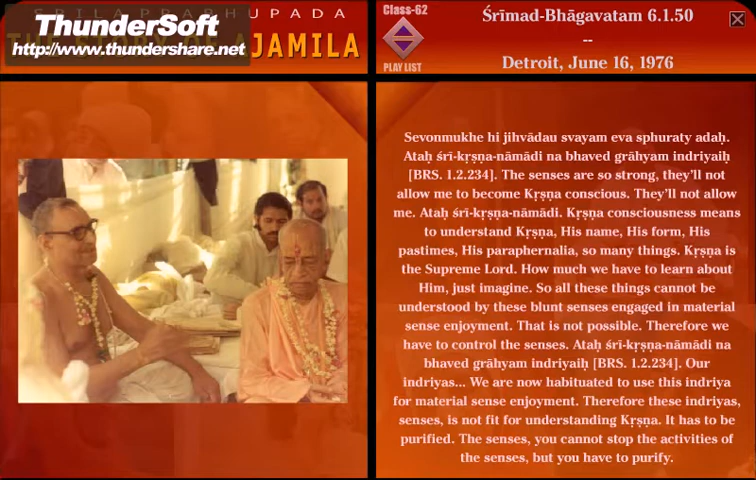 SRILA PRABHUPADA
THE STORY OF AJAMILA
ThunderSoft
http://www.thundershare.net
Class-62
PLAY LIST
Śrīmad-Bhāgavatam 6.1.50
--
Detroit, June 16, 1976
Sevonmukhe hi jihvādau svayam eva sphuraty adaḥ.
Ataḥ śrī-kṛṣṇa-nāmādi na bhaved grāhyam indriyaiḥ
[BRS. 1.2.234]. The senses are so strong, they'll not
allow me to become Kṛṣṇa conscious. They'll not allow
me. Ataḥ śrī-kṛṣṇa-nāmādi. Kṛṣṇa consciousness means
to understand Kṛṣṇa, His name, His form, His
pastimes, His paraphernalia, so many things. Kṛṣṇa is
the Supreme Lord. How much we have to learn about
Him, just imagine. So all these things cannot be
understood by these blunt senses engaged in material
sense enjoyment. That is not possible. Therefore we
have to control the senses. Ataḥ śrī-kṛṣṇa-nāmādi na
bhaved grāhyam indriyaiḥ [BRS. 1.2.234]. Our
indriyas... We are now habituated to use this indriya
for material sense enjoyment. Therefore these indriyas,
senses, is not fit for understanding Kṛṣṇa. It has to be
purified. The senses, you cannot stop the activities of
the senses, but you have to purify.